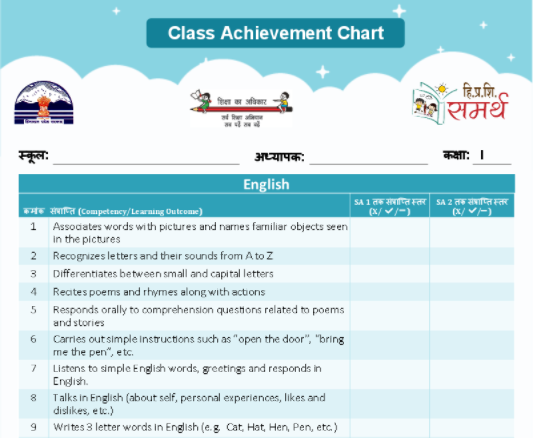 Class Achievement Chart
शिक्षा का अधिकार
सर्व शिक्षा अभियान
सब पढ़ें सब बढ़ें
हि.प्र.शि.
समर्थ
स्कूल: अध्यापक: कक्षा: I
English
क्रमांक संप्राप्ति (Competency/Learning Outcome) SA 1 तक संप्राप्ति स्तर (X/ ✓/—) SA 2 तक संप्राप्ति स्तर (X/ ✓/—)
1 Associates words with pictures and names familiar objects seen
in the pictures
2 Recognizes letters and their sounds from A to Z
3 Differentiates between small and capital letters
4 Recites poems and rhymes along with actions
5 Responds orally to comprehension questions related to poems
and stories
6 Carries out simple instructions such as “open the door”, “bring
me the pen”, etc.
7 Listens to simple English words, greetings and responds in
English.
8 Talks in English (about self, personal experiences, likes and
dislikes, etc.)
9 Writes 3 letter words in English (e.g. Cat, Hat, Hen, Pen, etc.)